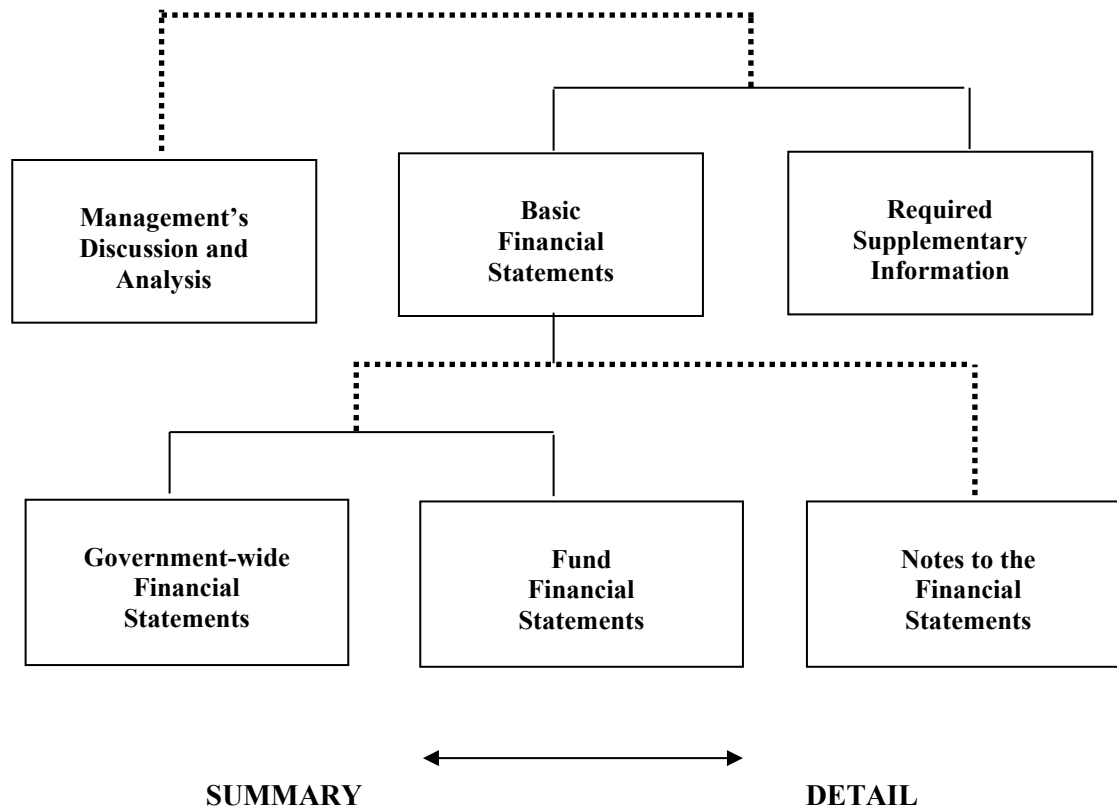 Management’s
Discussion and
Analysis
Basic
Financial
Statements
Required
Supplementary
Information
Government-wide
Financial
Statements
Fund
Financial
Statements
Notes to the
Financial
Statements
SUMMARY
DETAIL